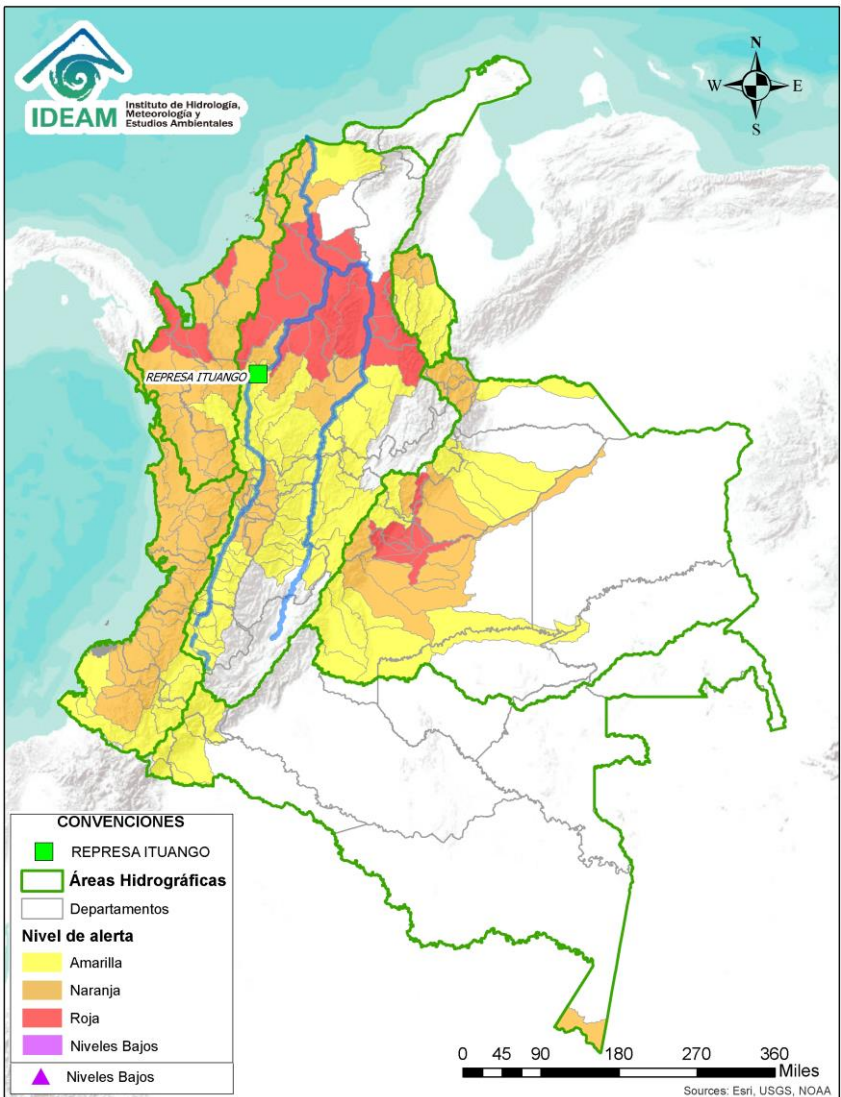 IDEAM
Instituto de Hidrología,
Meteorología y
Estudios Ambientales
N
W
E
S
REPRESA ITUANGO
CONVENCIONES
REPRESA ITUANGO
Áreas Hidrográficas
Departamentos
Nivel de alerta
Amarilla
Naranja
Roja
Niveles Bajos
Niveles Bajos
0 45 90 180 270 360
Miles
Sources: Esri, USGS, NOAA